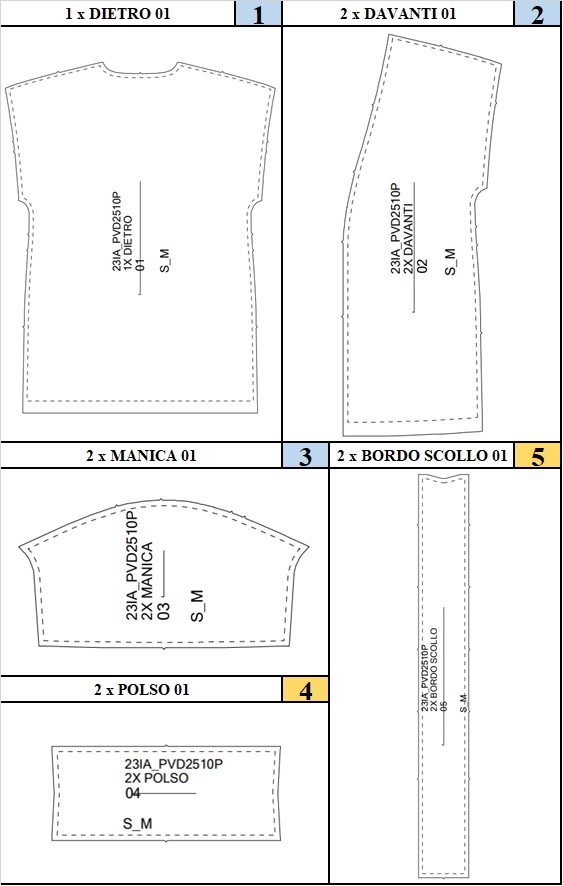 1 x DIETRO 01
1
23IA_PVD2510P
1X DIETRO
01
S_M
2 x DAVANTI 01
2
23IA_PVD2510P
2X DAVANTI
02
S_M
2 x MANICA 01
3
23IA_PVD2510P
2X MANICA
03
S_M
2 x POLSO 01
4
23IA_PVD2510P
2X POLSO
04
S_M
2 x BORDO SCOLLO 01
5
23IA_PVD2510P
2X BORDO SCOLLO
05
S_M